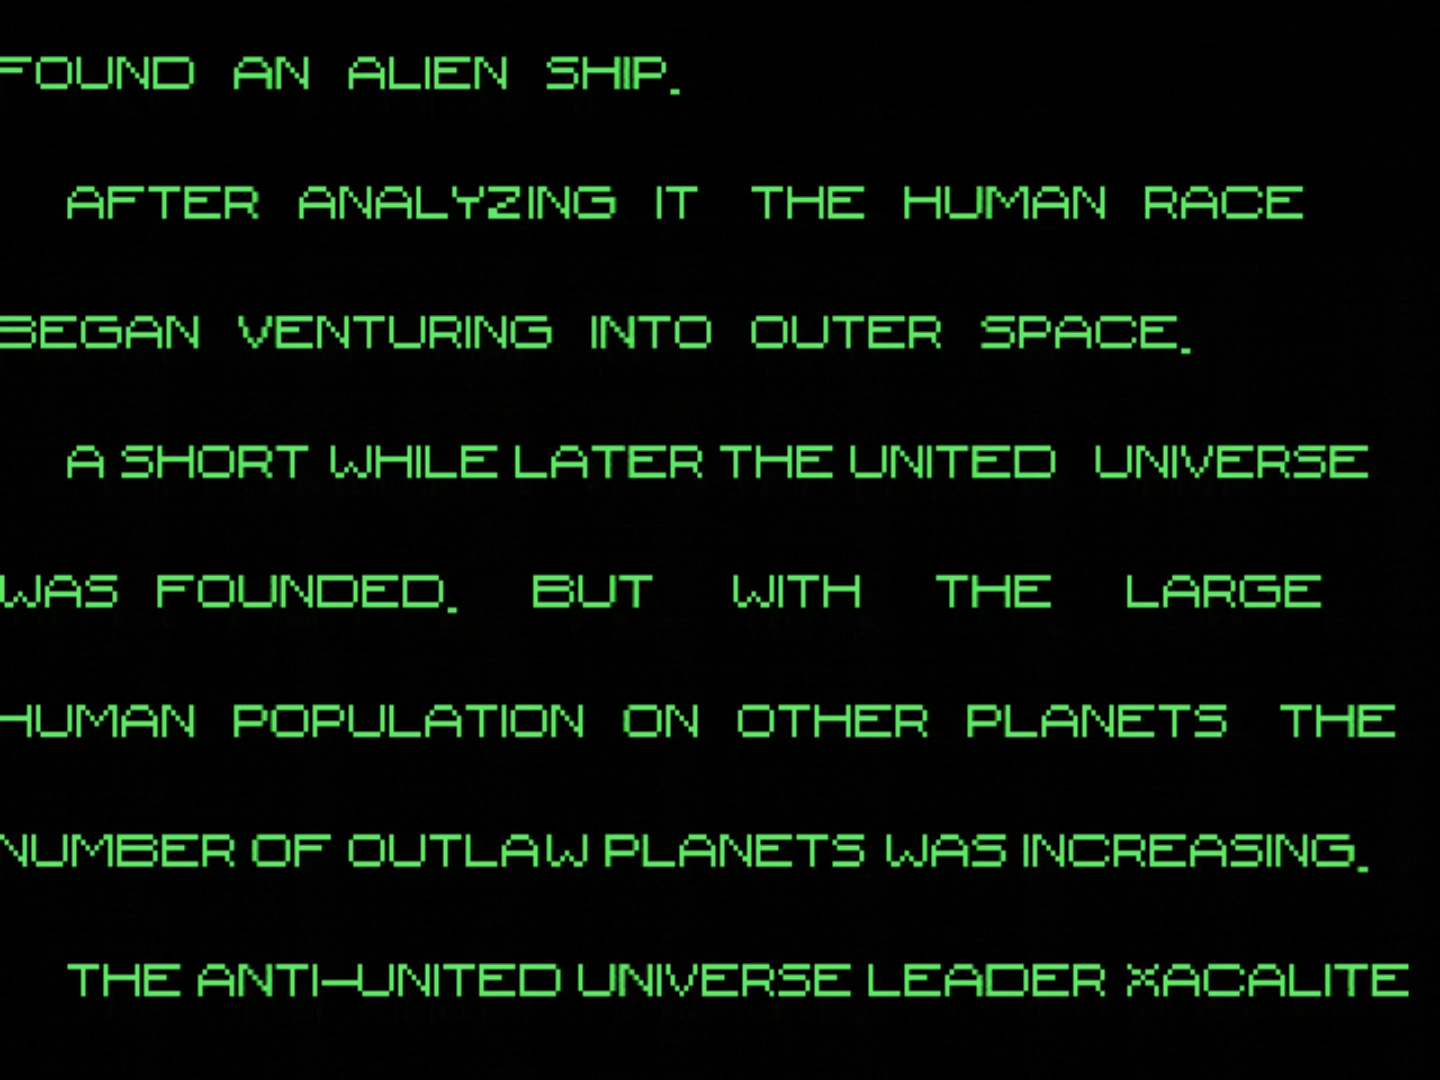 FOUND AN ALIEN SHIP.
AFTER ANALYZING IT THE HUMAN RACE
BEGAN VENTURING INTO OUTER SPACE.
A SHORT WHILE LATER THE UNITED UNIVERSE
WAS FOUNDED. BUT WITH THE LARGE
HUMAN POPULATION ON OTHER PLANETS THE
NUMBER OF OUTLAW PLANETS WAS INCREASING.
THE ANTI-UNITED UNIVERSE LEADER XACALITE